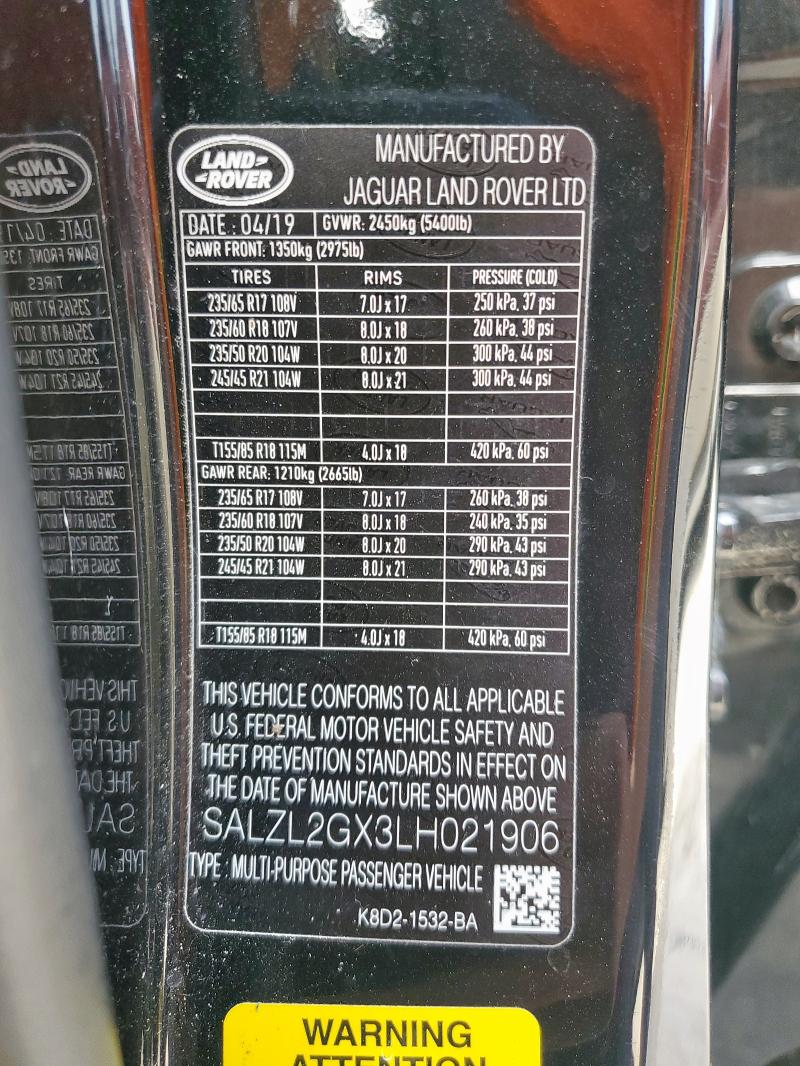 LAND-
-ROVER
MANUFACTURED BY
JAGUAR LAND ROVER LTD
DATE : 04/19 GVWR: 2450kg (5400lb)
GAWR FRONT: 1350kg (2975lb)
TIRES RIMS PRESSURE (COLD)
235/65 R17 108V 7.0J x 17 250 kPa, 37 psi
235/60 R18 107V 8.0J x 18 260 kPa, 38 psi
235/50 R20 104W 8.0J x 20 300 kPa, 44 psi
245/45 R21 104W 8.0J x 21 300 kPa, 44 psi
T155/85 R18 115M 4.0J x 18 420 kPa, 60 psi
GAWR REAR: 1210kg (2665lb)
235/65 R17 108V 7.0J x 17 260 kPa, 38 psi
235/60 R18 107V 8.0J x 18 240 kPa, 35 psi
235/50 R20 104W 8.0J x 20 290 kPa, 43 psi
245/45 R21 104W 8.0J x 21 290 kPa, 43 psi
T155/85 R18 115M 4.0J x 18 420 kPa, 60 psi
THIS VEHICLE CONFORMS TO ALL APPLICABLE
U.S. FEDERAL MOTOR VEHICLE SAFETY AND
THEFT PREVENTION STANDARDS IN EFFECT ON
THE DATE OF MANUFACTURE SHOWN ABOVE
SALZL2GX3LH021906
TYPE : MULTI-PURPOSE PASSENGER VEHICLE
K8D2-1532-BA
WARNING
ATTENTION